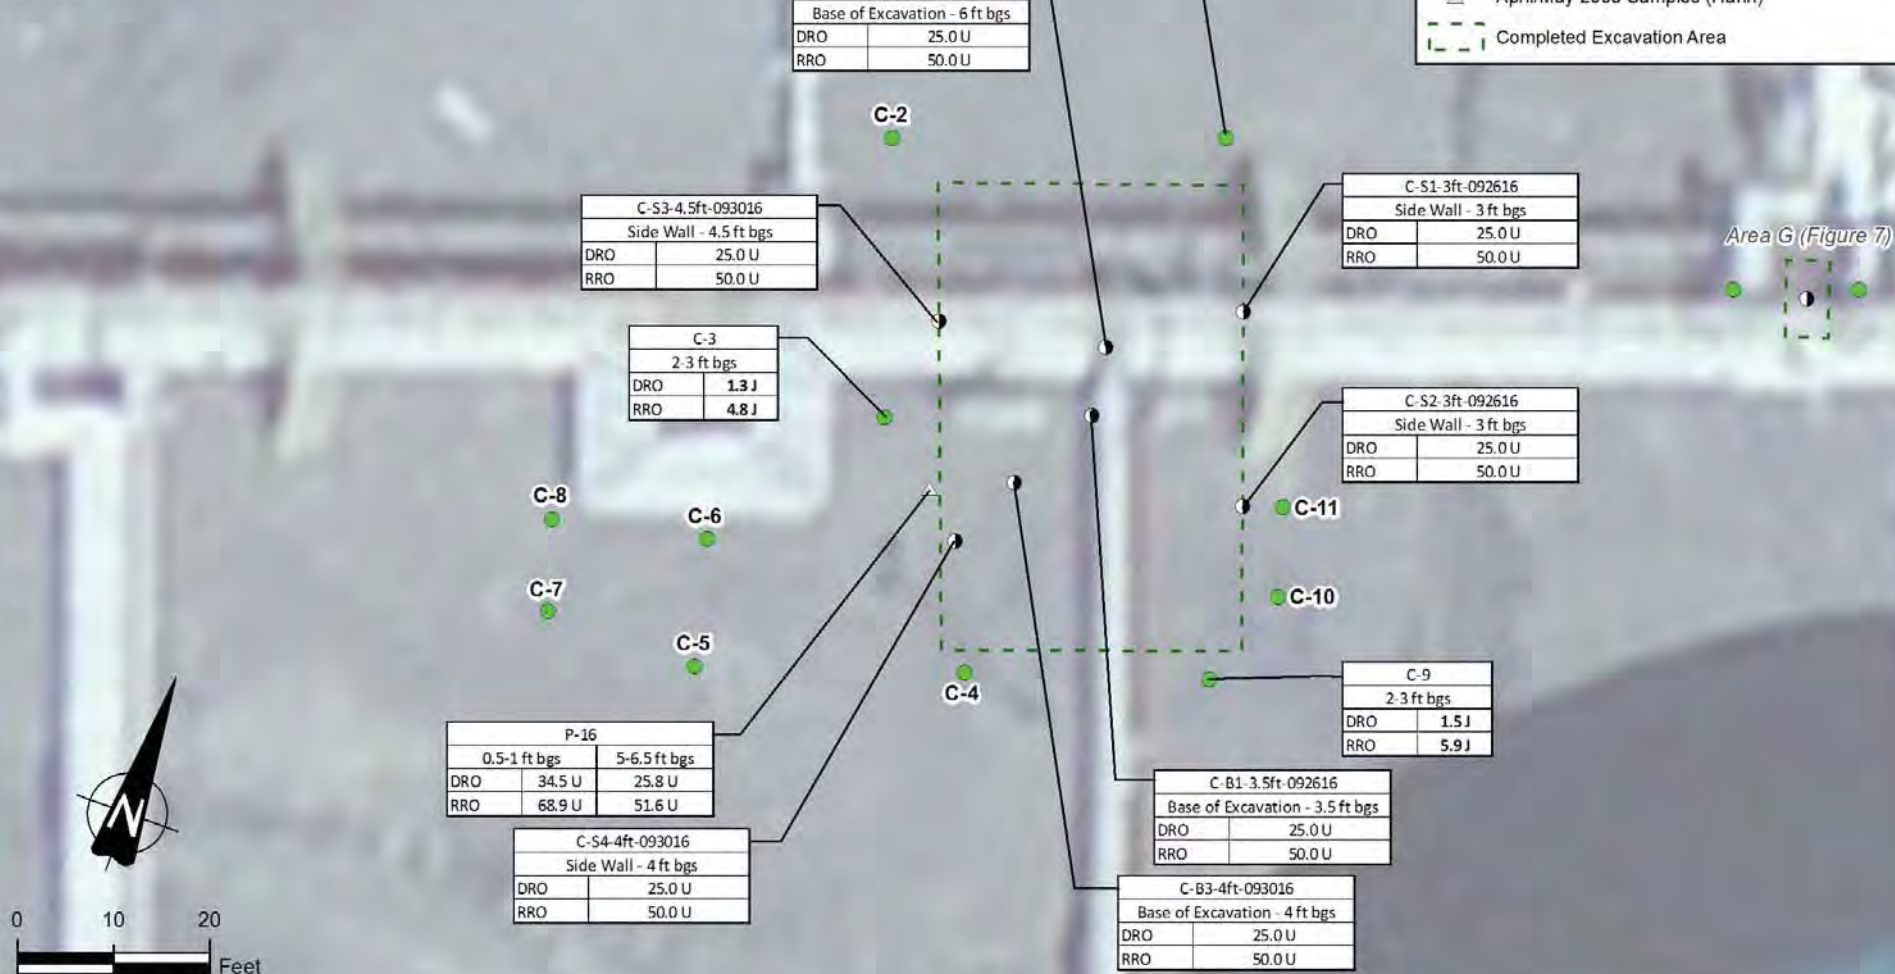 Base of Excavation - 6 ft bgs
DRO 25.0 U
RRO 50.0 U
Completed Excavation Area
C-2
C-S3-4.5ft-093016
Side Wall - 4.5 ft bgs
DRO 25.0 U
RRO 50.0 U
C-S1-3ft-092616
Side Wall - 3 ft bgs
DRO 25.0 U
RRO 50.0 U
Area G (Figure 7)
C-3
2-3 ft bgs
DRO 1.3 J
RRO 4.8 J
C-S2-3ft-092616
Side Wall - 3 ft bgs
DRO 25.0 U
RRO 50.0 U
C-8
C-6
C-11
C-7
C-10
C-5
C-4
C-9
2-3 ft bgs
DRO 1.5 J
RRO 5.9 J
P-16
0.5-1 ft bgs 5-6.5 ft bgs
DRO 34.5 U 25.8 U
RRO 68.9 U 51.6 U
C-B1-3.5ft-092616
Base of Excavation - 3.5 ft bgs
DRO 25.0 U
RRO 50.0 U
C-S4-4ft-093016
Side Wall - 4 ft bgs
DRO 25.0 U
RRO 50.0 U
C-B3-4ft-093016
Base of Excavation - 4 ft bgs
DRO 25.0 U
RRO 50.0 U
N
0 10 20
Feet